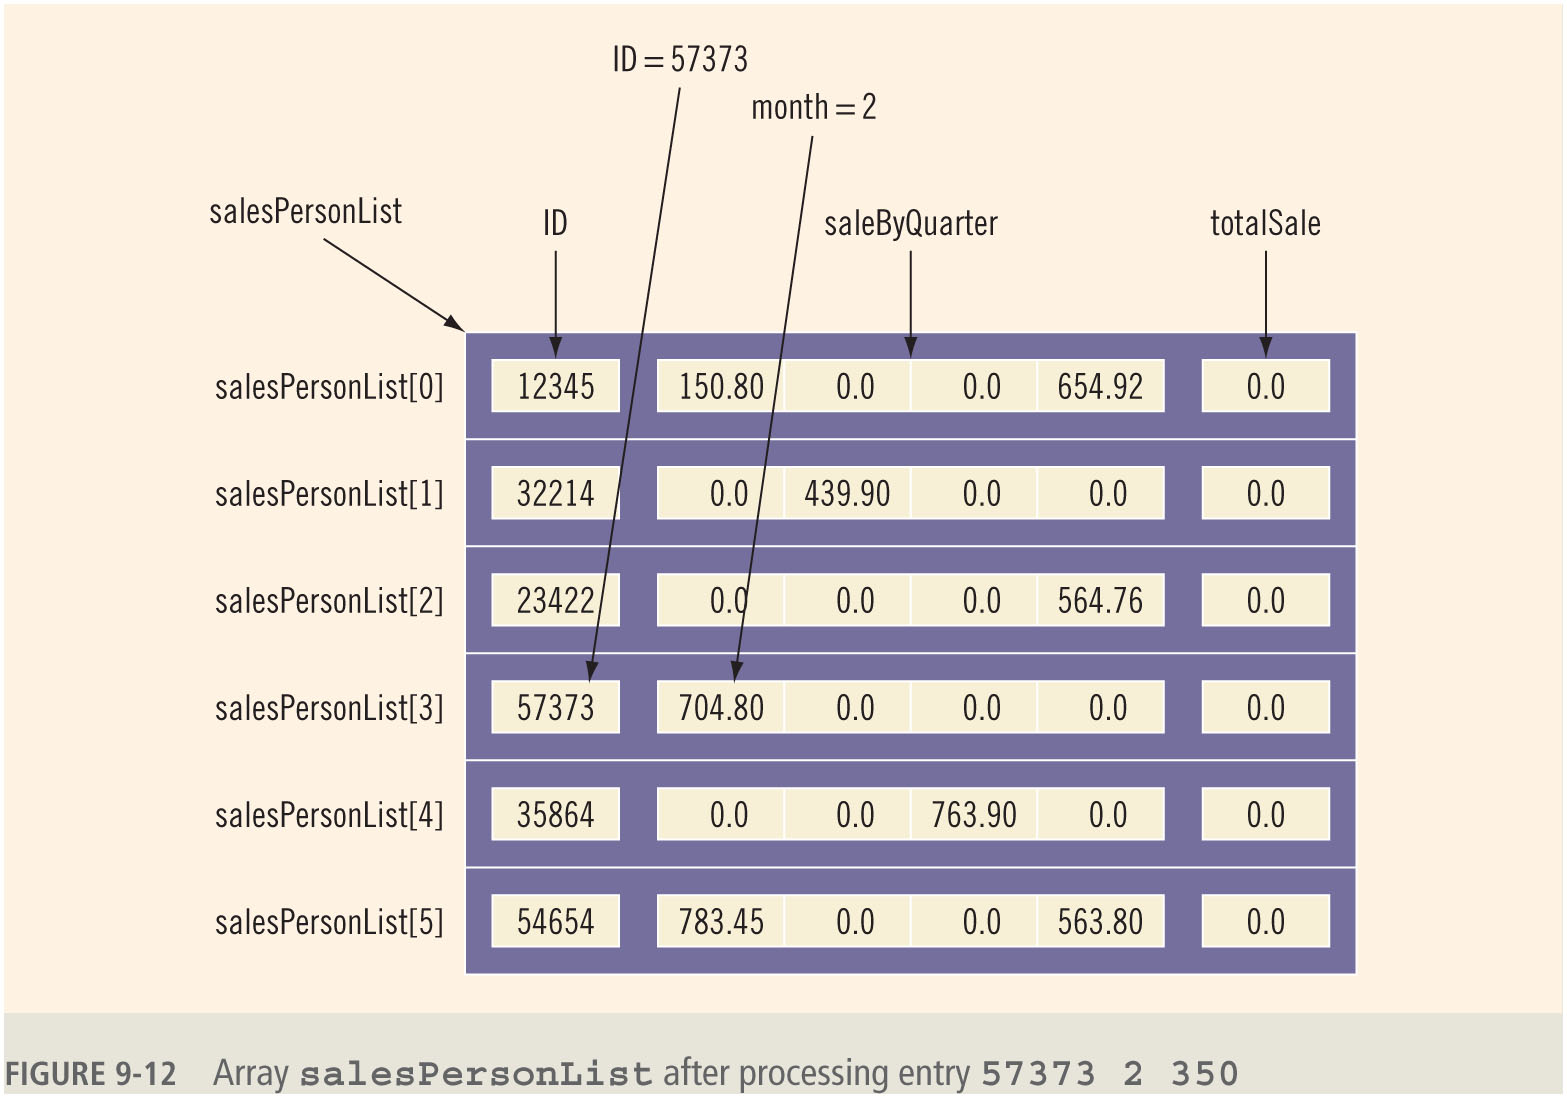 ID = 57373
month = 2
salesPersonList
ID
saleByQuarter
totalSale
salesPersonList[0] 12345 150.80 0.0 0.0 654.92 0.0
salesPersonList[1] 32214 0.0 439.90 0.0 0.0 0.0
salesPersonList[2] 23422 0.0 0.0 0.0 564.76 0.0
salesPersonList[3] 57373 704.80 0.0 0.0 0.0 0.0
salesPersonList[4] 35864 0.0 0.0 763.90 0.0 0.0
salesPersonList[5] 54654 783.45 0.0 0.0 563.80 0.0
FIGURE 9-12 Array salesPersonList after processing entry 57373 2 350